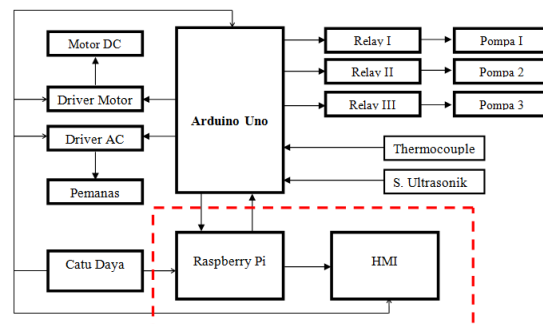 Motor DC
Driver Motor
Driver AC
Pemanas
Catu Daya
Arduino Uno
Raspberry Pi
HMI
Relay I
Pompa I
Relay II
Pompa 2
Relay III
Pompa 3
Thermocouple
S. Ultrasonik